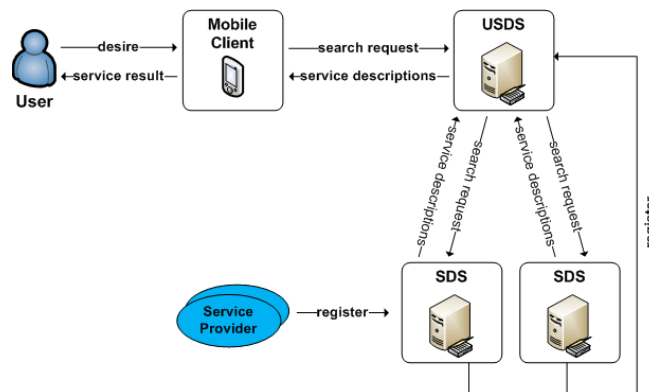 Mobile
Client
USDS
desire
search request
service result
service descriptions
User
service descriptions
search request
service descriptions
search request
register
SDS
SDS
Service
Provider
register